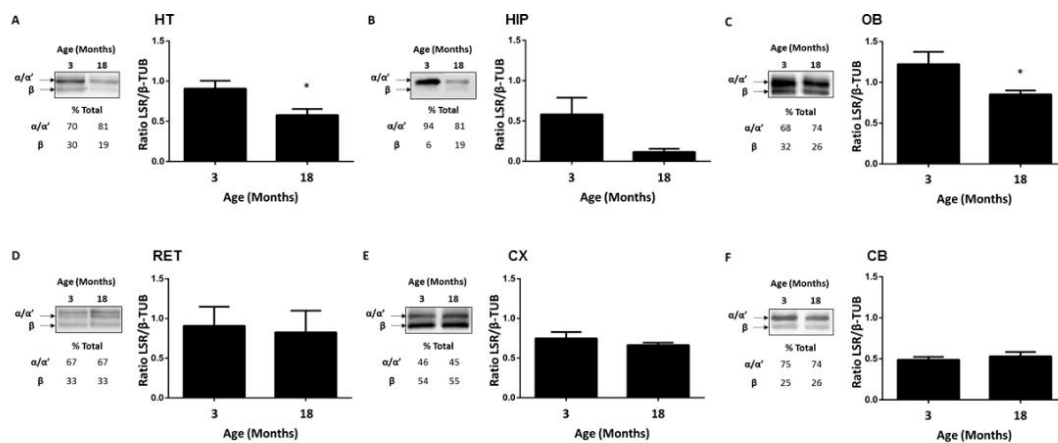 A
HT
Age (Months)
3 18
α/α'
β
% Total
α/α' 70 81
β 30 19
Ratio LSR/β-TUB
1.5
1.0
0.5
0.0
*
3 18
Age (Months)
B
HIP
Age (Months)
3 18
α/α'
β
% Total
α/α' 94 81
β 6 19
Ratio LSR/β-TUB
1.5
1.0
0.5
0.0
3 18
Age (Months)
C
OB
Age (Months)
3 18
α/α'
β
% Total
α/α' 68 74
β 32 26
Ratio LSR/β-TUB
1.5
1.0
0.5
0.0
*
3 18
Age (Months)
D
RET
Age (Months)
3 18
α/α'
β
% Total
α/α' 67 67
β 33 33
Ratio LSR/β-TUB
1.5
1.0
0.5
0.0
3 18
Age (Months)
E
CX
Age (Months)
3 18
α/α'
β
% Total
α/α' 46 45
β 54 55
Ratio LSR/β-TUB
1.5
1.0
0.5
0.0
3 18
Age (Months)
F
CB
Age (Months)
3 18
α/α'
β
% Total
α/α' 75 74
β 25 26
Ratio LSR/β-TUB
1.5
1.0
0.5
0.0
3 18
Age (Months)